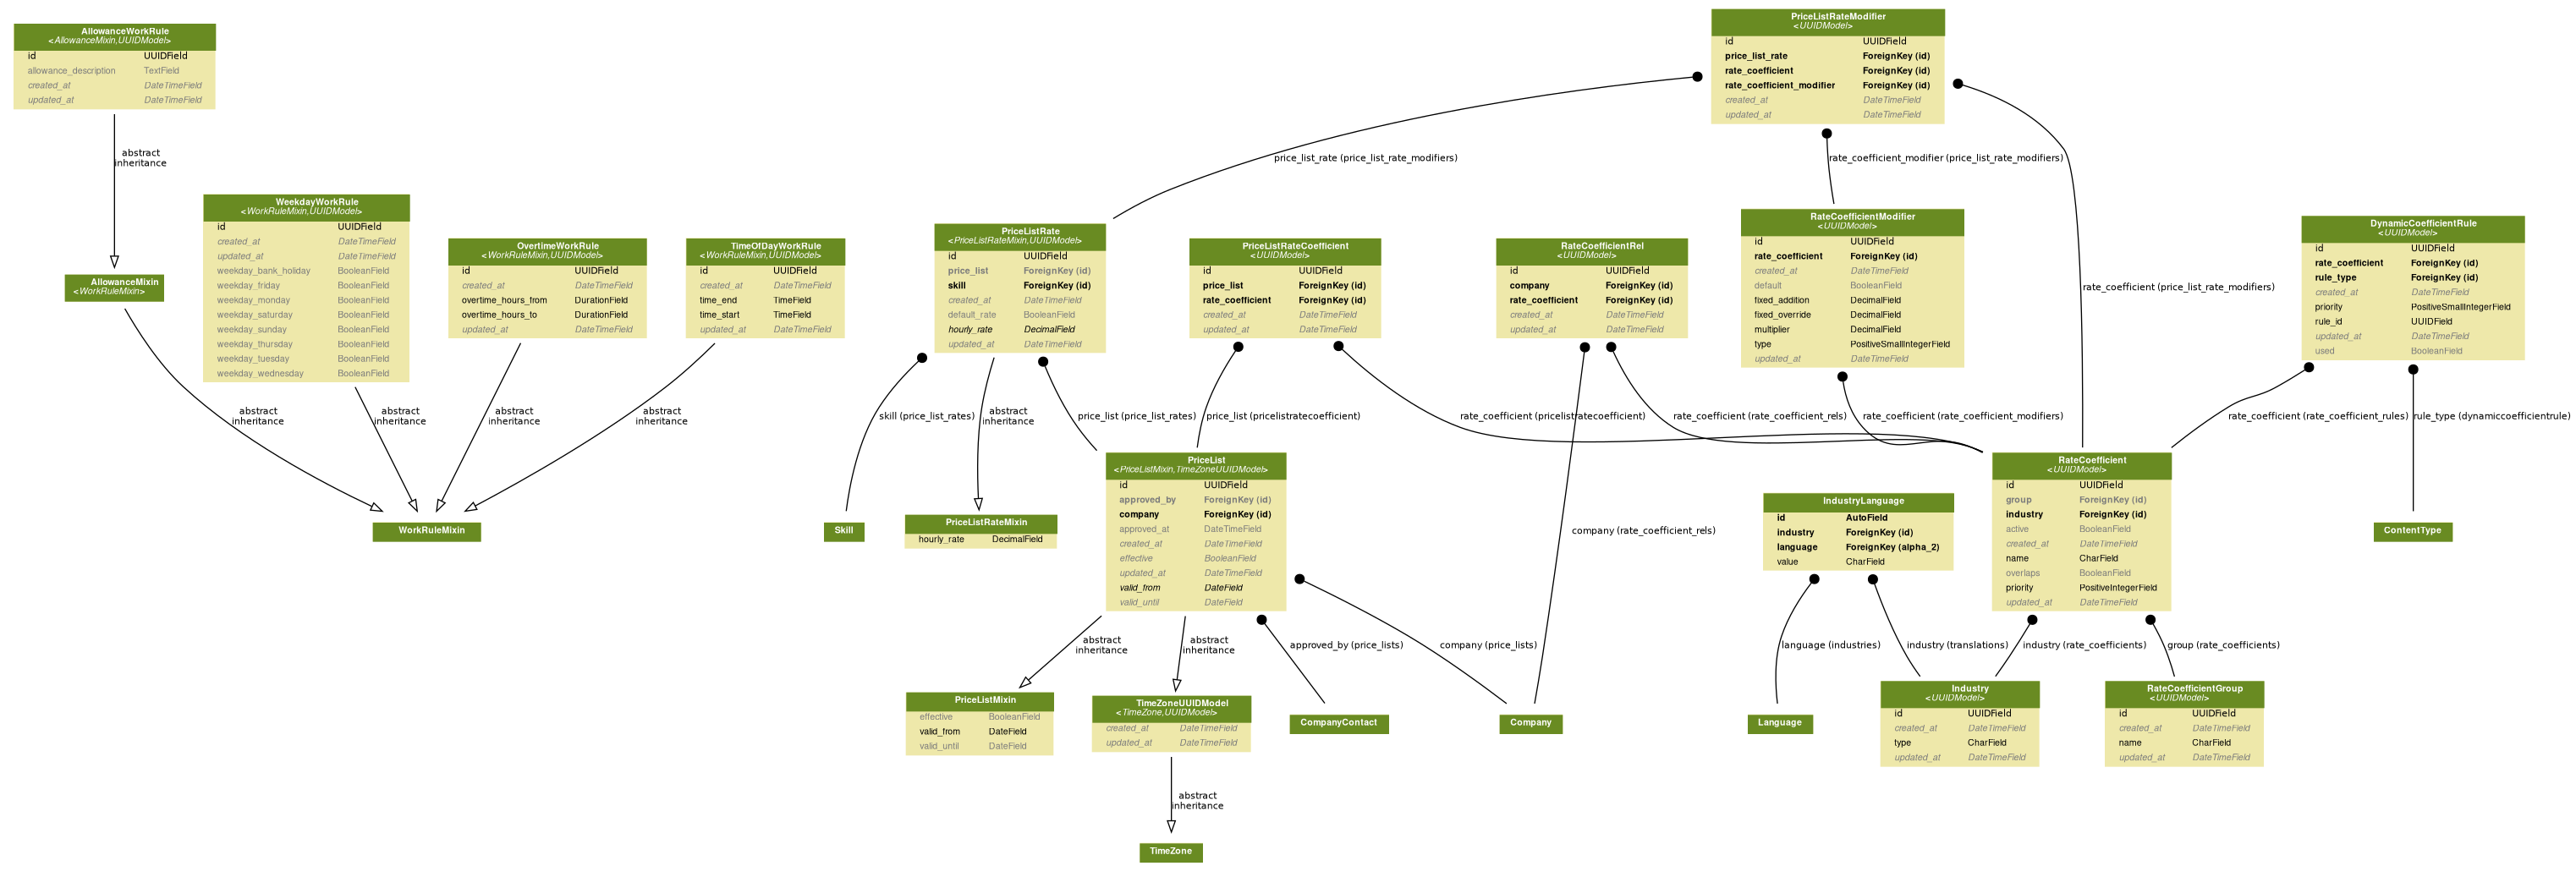 AllowanceWorkRule
<AllowanceMixin,UUIDModel>
id UUIDField
allowance_description TextField
created_at DateTimeField
updated_at DateTimeField
abstract
inheritance
AllowanceMixin
<WorkRuleMixin>
WeekdayWorkRule
<WorkRuleMixin,UUIDModel>
id UUIDField
created_at DateTimeField
updated_at DateTimeField
weekday_bank_holiday BooleanField
weekday_friday BooleanField
weekday_monday BooleanField
weekday_saturday BooleanField
weekday_sunday BooleanField
weekday_thursday BooleanField
weekday_tuesday BooleanField
weekday_wednesday BooleanField
OvertimeWorkRule
<WorkRuleMixin,UUIDModel>
id UUIDField
created_at DateTimeField
overtime_hours_from DurationField
overtime_hours_to DurationField
updated_at DateTimeField
TimeOfDayWorkRule
<WorkRuleMixin,UUIDModel>
id UUIDField
created_at DateTimeField
time_end TimeField
time_start TimeField
updated_at DateTimeField
abstract
inheritance
abstract
inheritance
abstract
inheritance
abstract
inheritance
WorkRuleMixin
PriceListRateModifier
<UUIDModel>
id UUIDField
price_list_rate ForeignKey (id)
rate_coefficient ForeignKey (id)
rate_coefficient_modifier ForeignKey (id)
created_at DateTimeField
updated_at DateTimeField
price_list_rate (price_list_rate_modifiers)
rate_coefficient_modifier (price_list_rate_modifiers)
rate_coefficient (price_list_rate_modifiers)
PriceListRate
<PriceListRateMixin,UUIDModel>
id UUIDField
price_list ForeignKey (id)
skill ForeignKey (id)
created_at DateTimeField
default_rate BooleanField
hourly_rate DecimalField
updated_at DateTimeField
PriceListRateCoefficient
<UUIDModel>
id UUIDField
price_list ForeignKey (id)
rate_coefficient ForeignKey (id)
created_at DateTimeField
updated_at DateTimeField
RateCoefficientRel
<UUIDModel>
id UUIDField
company ForeignKey (id)
rate_coefficient ForeignKey (id)
created_at DateTimeField
updated_at DateTimeField
RateCoefficientModifier
<UUIDModel>
id UUIDField
rate_coefficient ForeignKey (id)
created_at DateTimeField
default BooleanField
fixed_addition DecimalField
fixed_override DecimalField
multiplier DecimalField
type PositiveSmallIntegerField
updated_at DateTimeField
DynamicCoefficientRule
<UUIDModel>
id UUIDField
rate_coefficient ForeignKey (id)
rule_type ForeignKey (id)
created_at DateTimeField
priority PositiveSmallIntegerField
rule_id UUIDField
updated_at DateTimeField
used BooleanField
skill (price_list_rates)
abstract
inheritance
price_list (price_list_rates)
price_list (pricelistratecoefficient)
rate_coefficient (pricelistratecoefficient)
rate_coefficient (rate_coefficient_rels)
rate_coefficient (rate_coefficient_modifiers)
rate_coefficient (rate_coefficient_rules)
rule_type (dynamiccoefficientrule)
Skill
PriceListRateMixin
hourly_rate DecimalField
PriceList
<PriceListMixin,TimeZoneUUIDModel>
id UUIDField
approved_by ForeignKey (id)
company ForeignKey (id)
approved_at DateTimeField
created_at DateTimeField
effective BooleanField
updated_at DateTimeField
valid_from DateField
valid_until DateField
company (rate_coefficient_rels)
IndustryLanguage
id AutoField
industry ForeignKey (id)
language ForeignKey (alpha_2)
value CharField
RateCoefficient
<UUIDModel>
id UUIDField
group ForeignKey (id)
industry ForeignKey (id)
active BooleanField
created_at DateTimeField
name CharField
overlaps BooleanField
priority PositiveIntegerField
updated_at DateTimeField
ContentType
abstract
inheritance
abstract
inheritance
approved_by (price_lists)
company (price_lists)
language (industries)
industry (translations)
industry (rate_coefficients)
group (rate_coefficients)
PriceListMixin
effective BooleanField
valid_from DateField
valid_until DateField
TimeZoneUUIDModel
<TimeZone,UUIDModel>
created_at DateTimeField
updated_at DateTimeField
CompanyContact
Company
Language
Industry
<UUIDModel>
id UUIDField
created_at DateTimeField
type CharField
updated_at DateTimeField
RateCoefficientGroup
<UUIDModel>
id UUIDField
created_at DateTimeField
name CharField
updated_at DateTimeField
abstract
inheritance
TimeZone